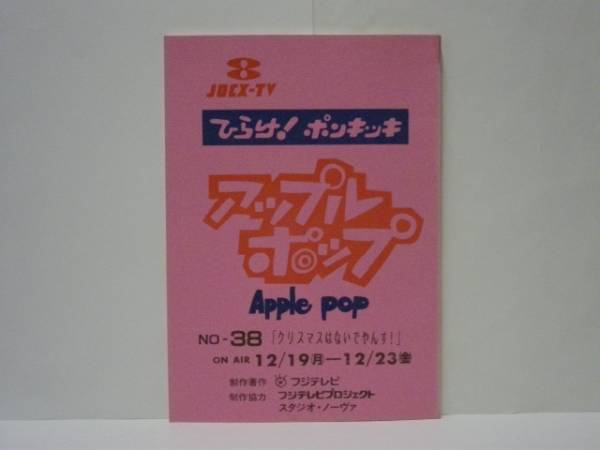 JOCX-TV
ひらけ!ポンキッキ
アップル
ポップ
Apple pop
NO-38「クリスマスはないでやんす!」
ON AIR 12/19月—12/23金
制作著作 フジテレビ
制作協力 フジテレビプロジェクト
スタジオ・ノーヴァ